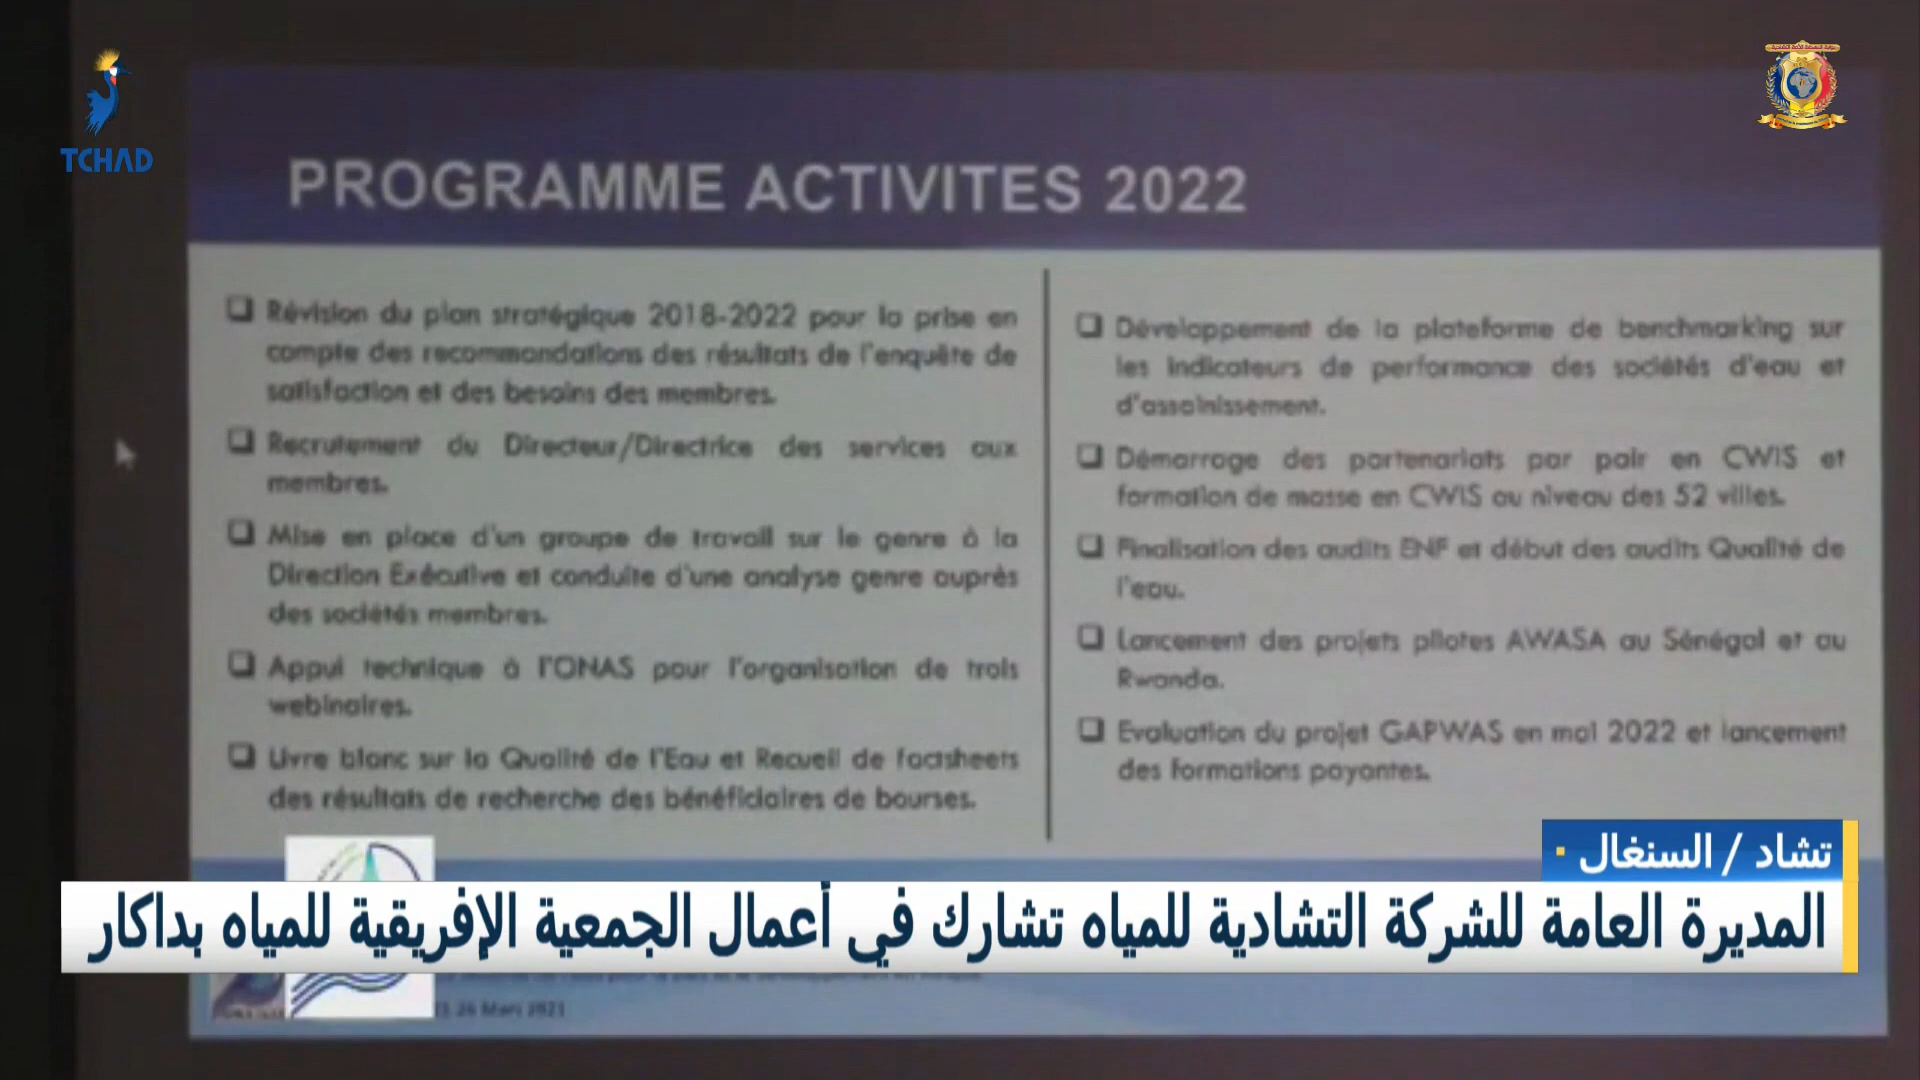 TCHAD
PROGRAMME ACTIVITES 2022
Révision du plan stratégique 2018-2022 pour la prise en
compte des recommandations des résultats de l'enquête de
satisfaction et des besoins des membres.
Recrutement du Directeur/Directrice des services aux
membres.
Mise en place d'un groupe de travail sur le genre à la
Direction Exécutive et conduite d'une analyse genre auprès
des sociétés membres.
Appui technique à l'ONAS pour l'organisation de trois
webinaires.
Livre blanc sur la Qualité de l'Eau et Recueil de factsheets
des résultats de recherche des bénéficiaires de bourses.
Développement de la plateforme de benchmarking sur
les indicateurs de performance des sociétés d'eau et
d'assainissement.
Démarrage des partenariats par pair en CWIS et
formation de masse en CWIS au niveau des 52 villes.
Finalisation des audits ENF et début des audits Qualité de
l'eau.
Lancement des projets pilotes AWASA au Sénégal et au
Rwanda.
Evaluation du projet GAPWAS en mai 2022 et lancement
des formations payantes.
تشاد / السنغال
المديرة العامة للشركة التشادية للمياه تشارك في أعمال الجمعية الإفريقية للمياه بداكار
26 Mars 2021